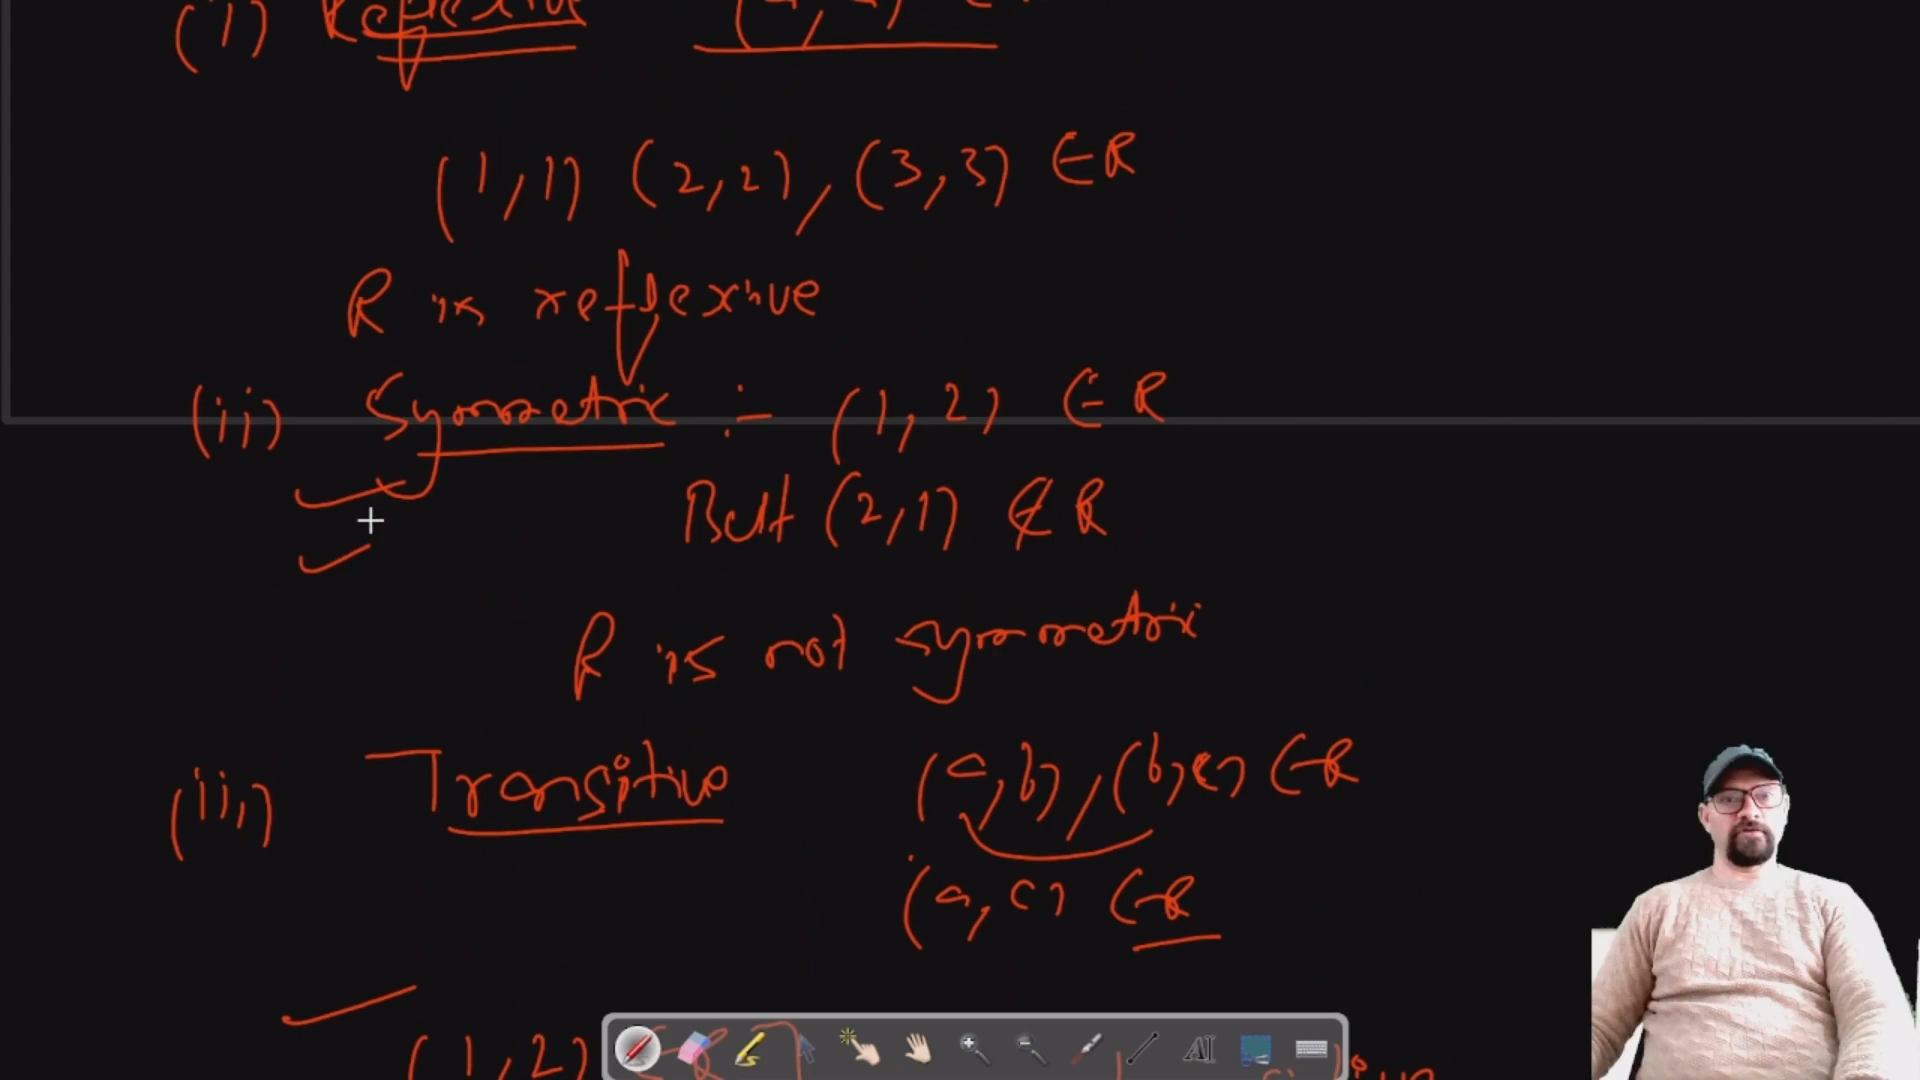 (i) Reflexive
(1,1) (2,2), (3,3) ∈ R
R is reflexive
(ii) Symmetric :- (1, 2) ∈ R
But (2,1) ∉ R
R is not symmetric
(iii) Transitive (a,b), (b,c) ∈ R
(a, c) ∈ R
(1,2) ∈ R